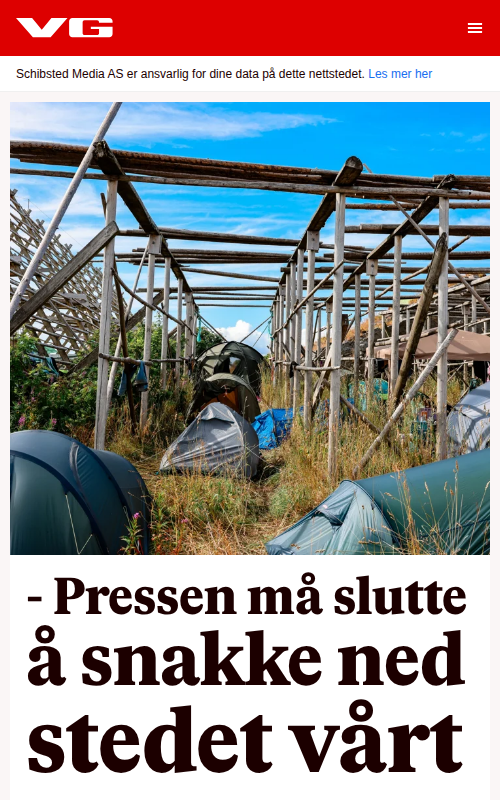 VG
Schibsted Media AS er ansvarlig for dine data på dette nettstedet. Les mer her
- Pressen må slutte
å snakke ned
stedet vårt